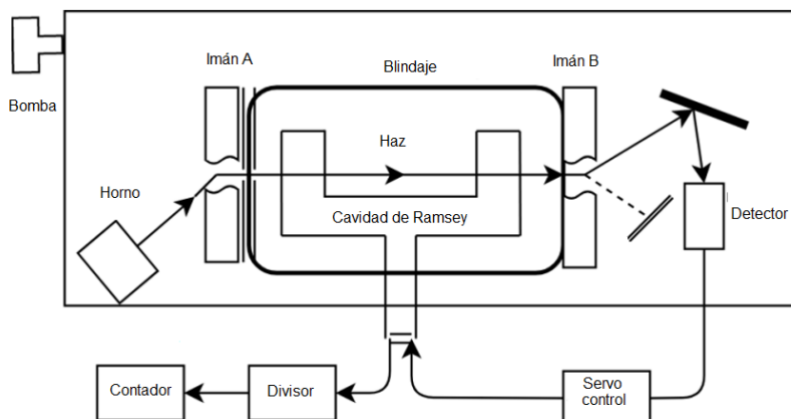 Imán A
Blindaje
Imán B
Bomba
Haz
Horno
Cavidad de Ramsey
Detector
Contador
Divisor
Servo
control